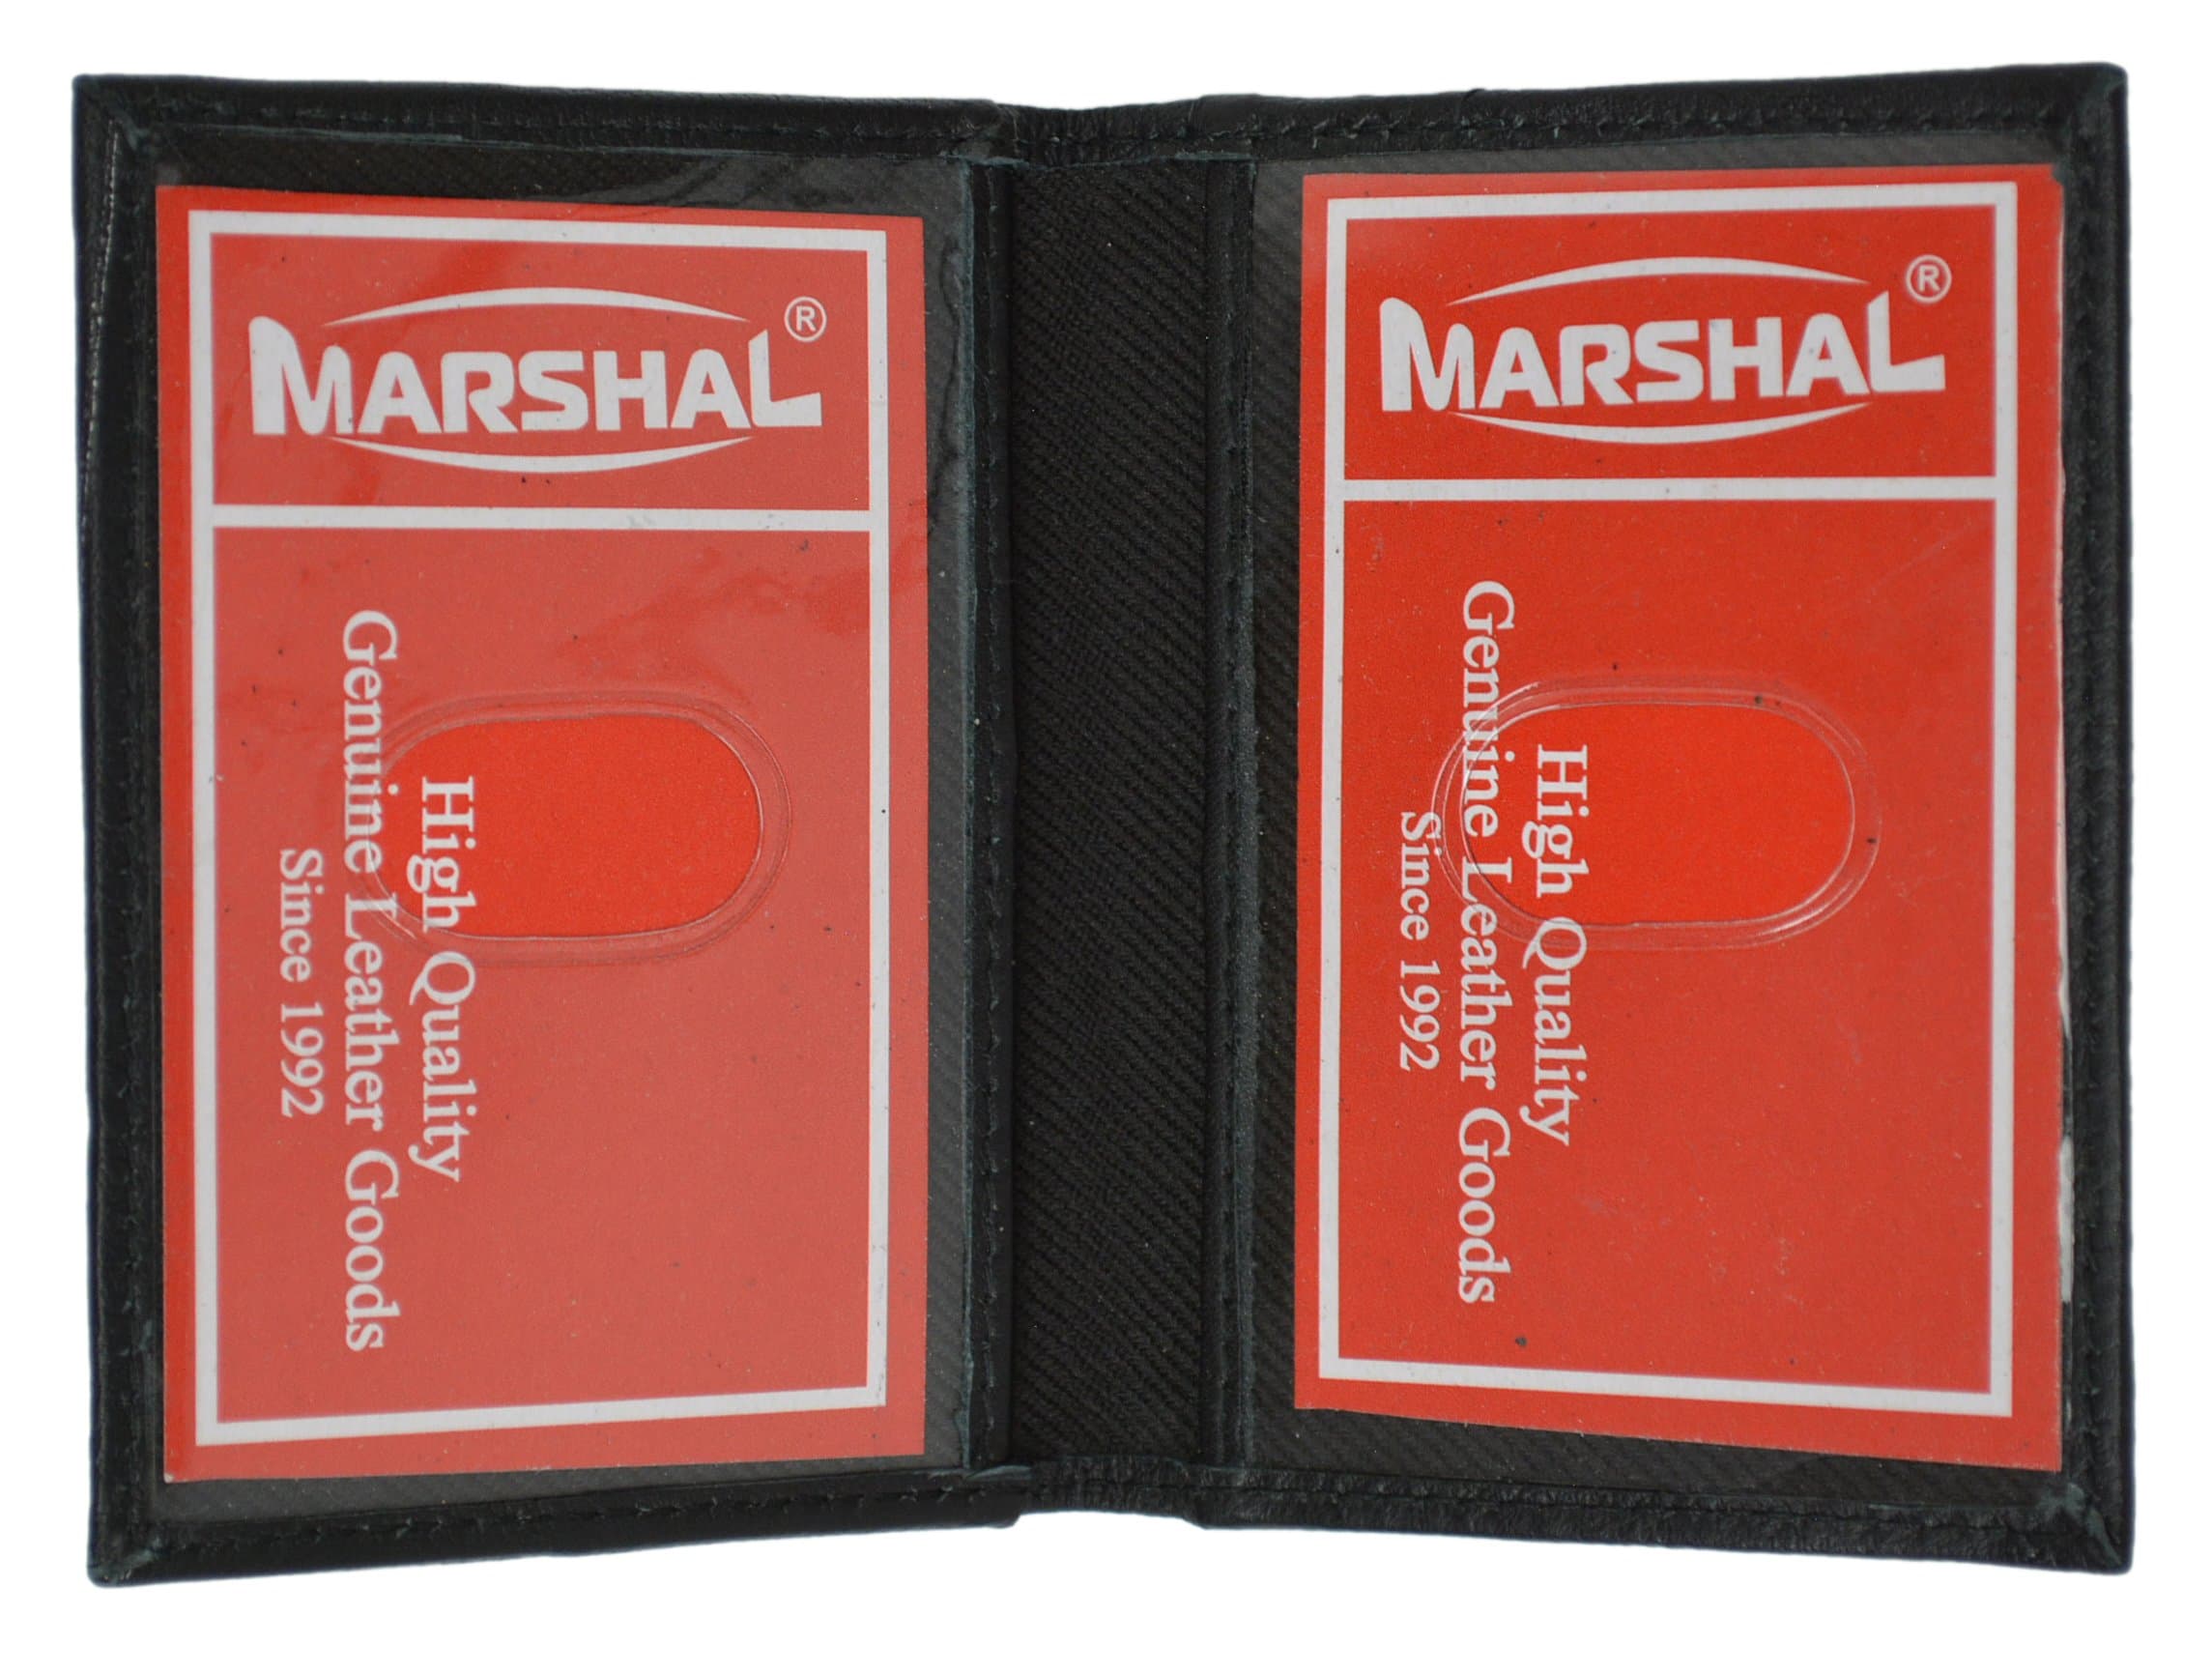 MARSHAL®
High Quality
Genuine Leather Goods
Since 1992
MARSHAL®
High Quality
Genuine Leather Goods
Since 1992